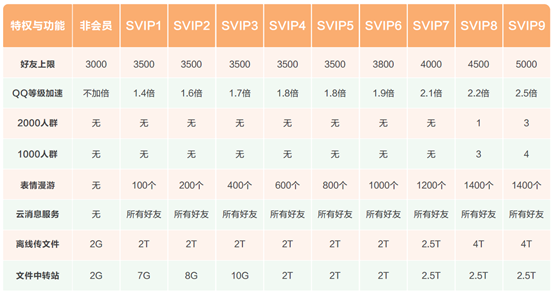 特权与功能 非会员 SVIP1 SVIP2 SVIP3 SVIP4 SVIP5 SVIP6 SVIP7 SVIP8 SVIP9
好友上限 3000 3500 3500 3500 3500 3500 3800 4000 4500 5000
QQ等级加速 不加倍 1.4倍 1.6倍 1.7倍 1.8倍 1.8倍 1.9倍 2.1倍 2.2倍 2.5倍
2000人群 无 无 无 无 无 无 无 无 1 3
1000人群 无 无 无 无 无 无 无 无 3 4
表情漫游 无 100个 200个 400个 600个 800个 1000个 1200个 1400个 1400个
云消息服务 无 所有好友 所有好友 所有好友 所有好友 所有好友 所有好友 所有好友 所有好友 所有好友
离线传文件 2G 2T 2T 2T 2T 2T 2T 2.5T 4T 4T
文件中转站 2G 7G 8G 10G 2T 2T 2T 2.5T 2.5T 2.5T